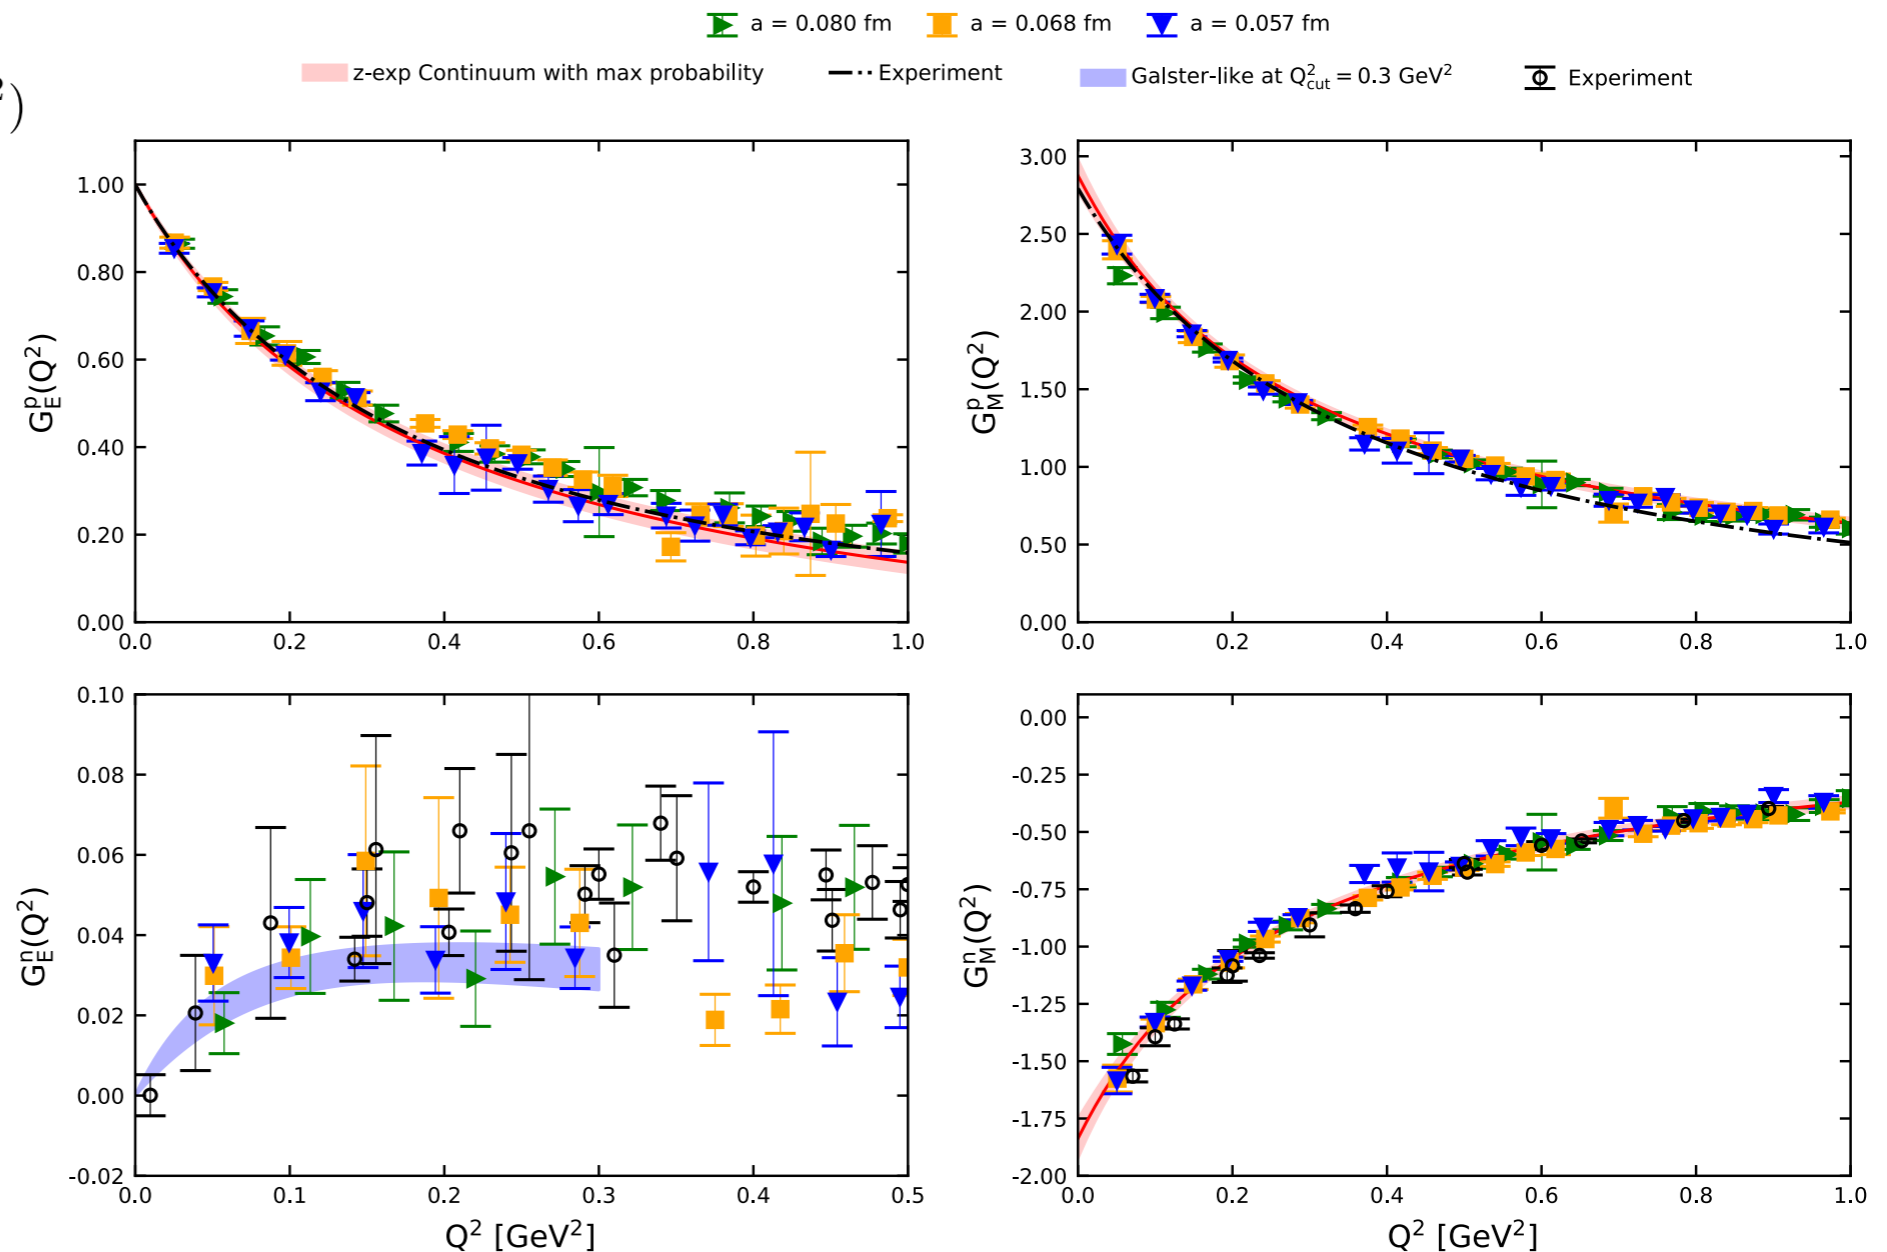 a = 0.080 fm a = 0.068 fm a = 0.057 fm
z-exp Continuum with max probability Experiment Galster-like at Q²cut = 0.3 GeV² Experiment
²)
1.00
0.80
0.60
0.40
0.20
0.00
G^p_E(Q²)
0.0 0.2 0.4 0.6 0.8 1.0
3.00
2.50
2.00
1.50
1.00
0.50
0.00
G^p_M(Q²)
0.0 0.2 0.4 0.6 0.8 1.0
0.10
0.08
0.06
0.04
0.02
0.00
-0.02
G^n_E(Q²)
0.0 0.1 0.2 0.3 0.4 0.5
Q² [GeV²]
0.00
-0.25
-0.50
-0.75
-1.00
-1.25
-1.50
-1.75
-2.00
G^n_M(Q²)
0.0 0.2 0.4 0.6 0.8 1.0
Q² [GeV²]